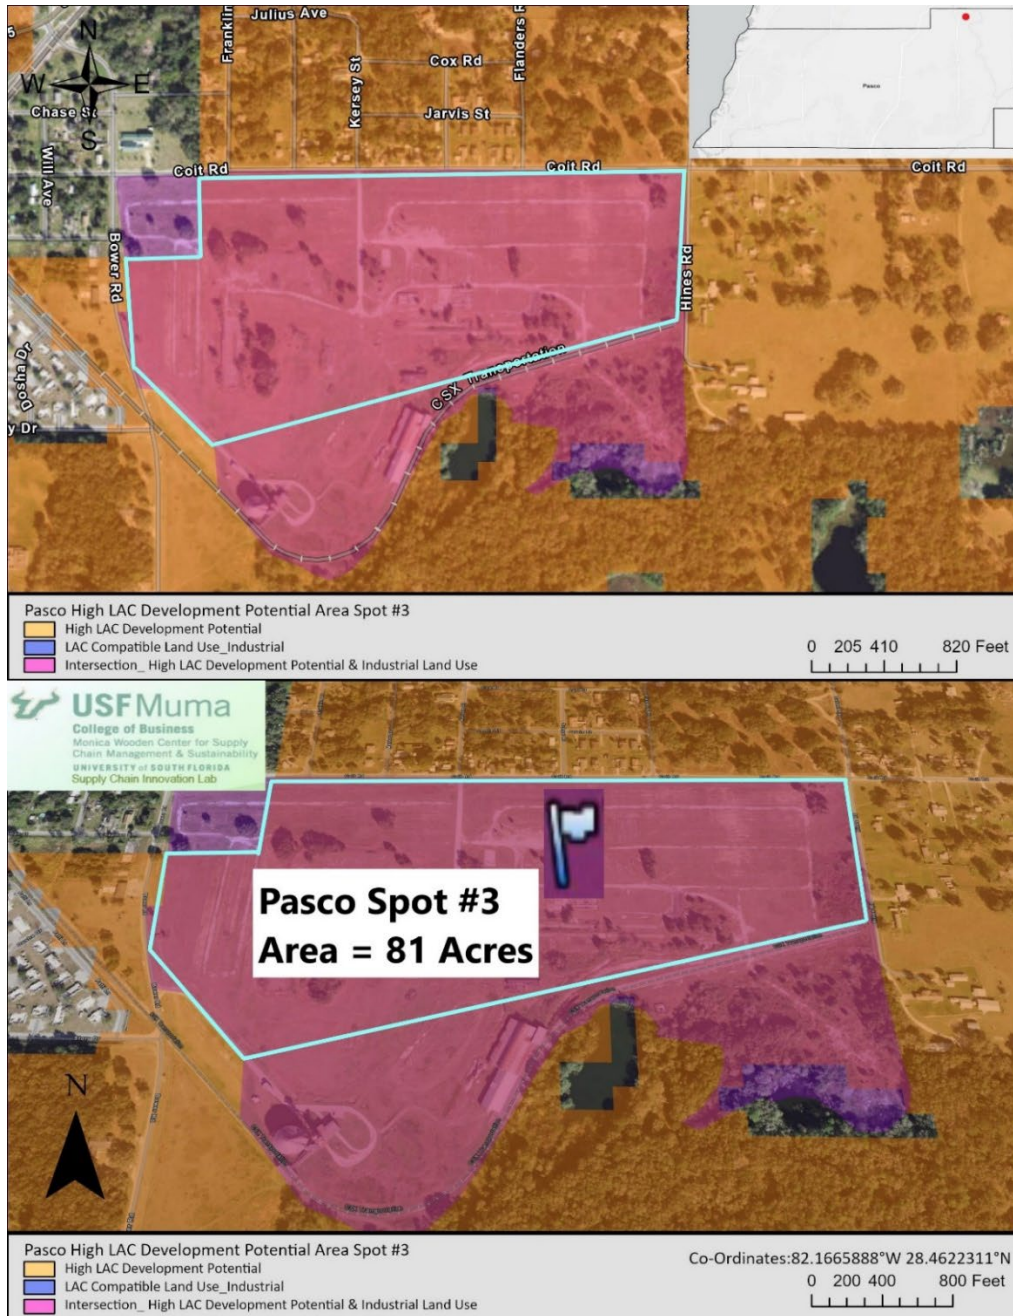 Julius Ave
Franklin
Flanders R
Kersey St
Cox Rd
Jarvis St
N
W
E
S
5
Chase St
Will Ave
Pasco
Coit Rd
Coit Rd
Coit Rd
Bower Rd
Hines Rd
Dosha Dr
y Dr
CSX Transportation
Pasco High LAC Development Potential Area Spot #3
High LAC Development Potential
LAC Compatible Land Use_Industrial
Intersection_ High LAC Development Potential & Industrial Land Use
0 205 410 820 Feet
USF Muma
College of Business
Monica Wooden Center for Supply
Chain Management & Sustainability
UNIVERSITY of SOUTH FLORIDA
Supply Chain Innovation Lab
Pasco Spot #3
Area = 81 Acres
N
Pasco High LAC Development Potential Area Spot #3
High LAC Development Potential
LAC Compatible Land Use_Industrial
Intersection_ High LAC Development Potential & Industrial Land Use
Co-Ordinates:82.1665888°W 28.4622311°N
0 200 400 800 Feet